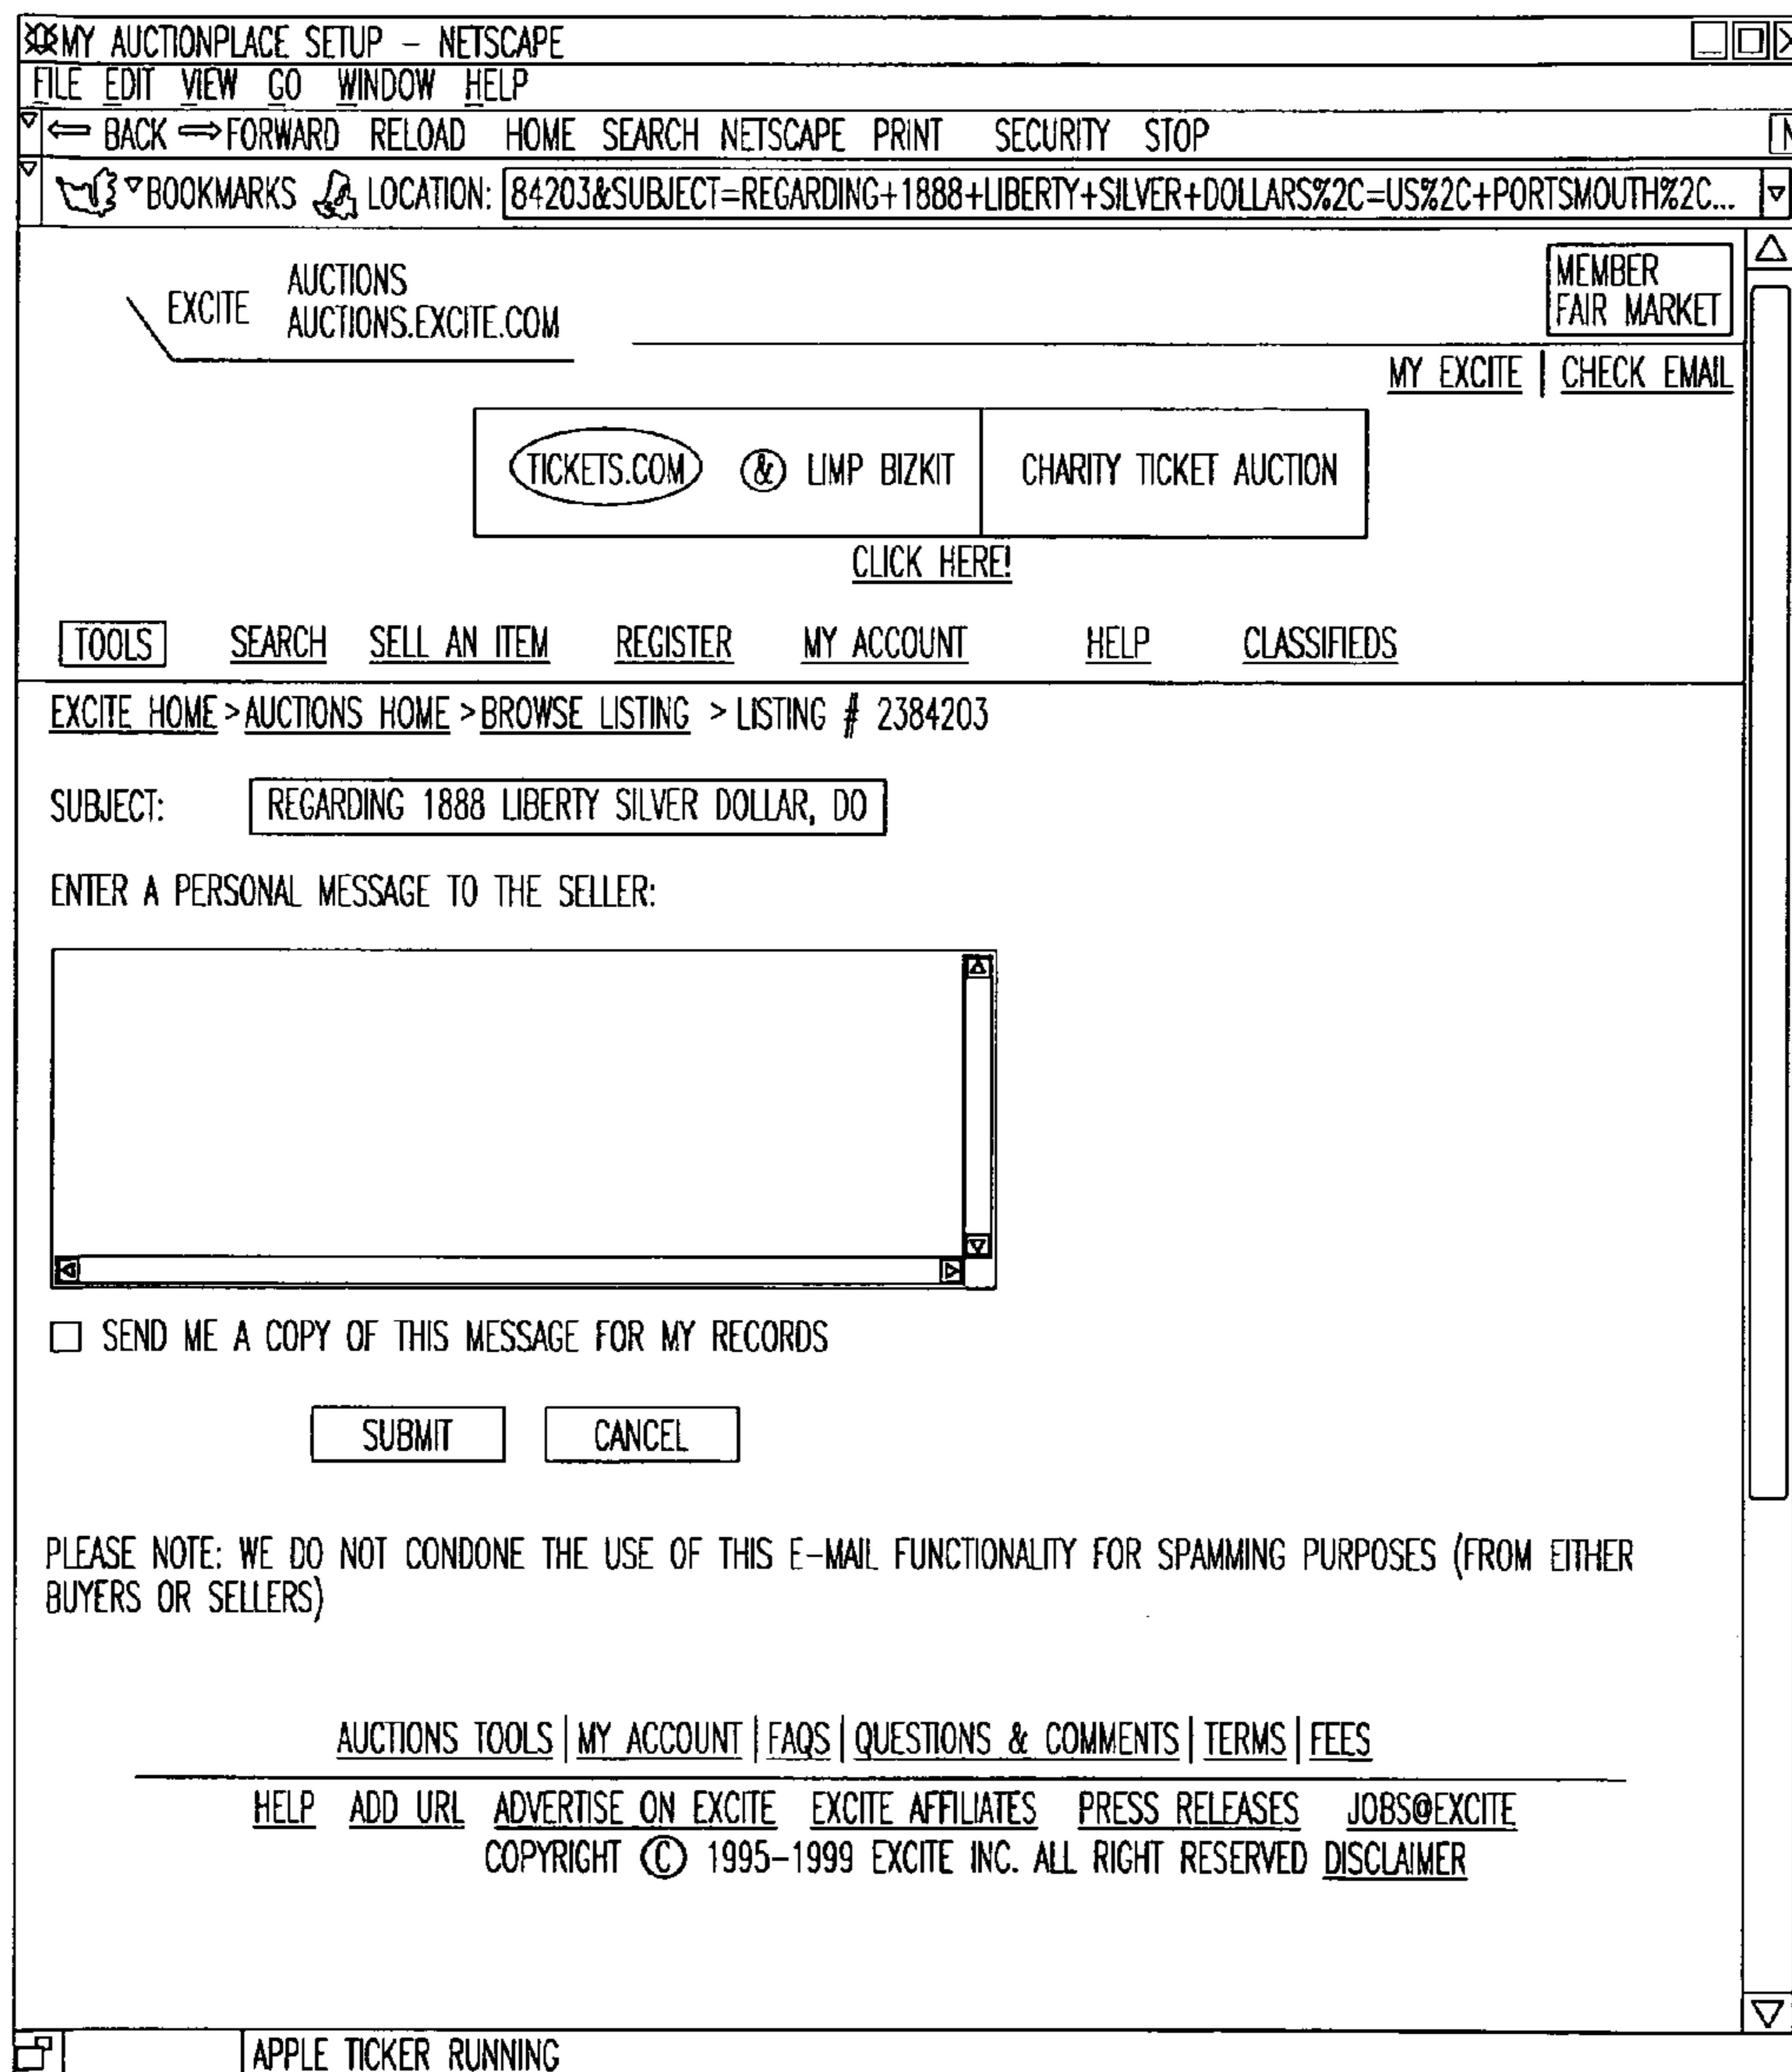 MY AUCTIONPLACE SETUP – NETSCAPE
FILE EDIT VIEW GO WINDOW HELP
BACK FORWARD RELOAD HOME SEARCH NETSCAPE PRINT SECURITY STOP N
BOOKMARKS LOCATION: 84203&SUBJECT=REGARDING+1888+LIBERTY+SILVER+DOLLARS%2C=US%2C+PORTSMOUTH%2C...
EXCITE
AUCTIONS
AUCTIONS.EXCITE.COM
MEMBER
FAIR MARKET
MY EXCITE | CHECK EMAIL
TICKETS.COM & LIMP BIZKIT CHARITY TICKET AUCTION
CLICK HERE!
TOOLS SEARCH SELL AN ITEM REGISTER MY ACCOUNT HELP CLASSIFIEDS
EXCITE HOME > AUCTIONS HOME > BROWSE LISTING > LISTING # 2384203
SUBJECT: REGARDING 1888 LIBERTY SILVER DOLLAR, DO
ENTER A PERSONAL MESSAGE TO THE SELLER:
SEND ME A COPY OF THIS MESSAGE FOR MY RECORDS
SUBMIT CANCEL
PLEASE NOTE: WE DO NOT CONDONE THE USE OF THIS E-MAIL FUNCTIONALITY FOR SPAMMING PURPOSES (FROM EITHER
BUYERS OR SELLERS)
AUCTIONS TOOLS | MY ACCOUNT | FAQS | QUESTIONS & COMMENTS | TERMS | FEES
HELP ADD URL ADVERTISE ON EXCITE EXCITE AFFILIATES PRESS RELEASES JOBS@EXCITE
COPYRIGHT © 1995–1999 EXCITE INC. ALL RIGHT RESERVED DISCLAIMER
APPLE TICKER RUNNING